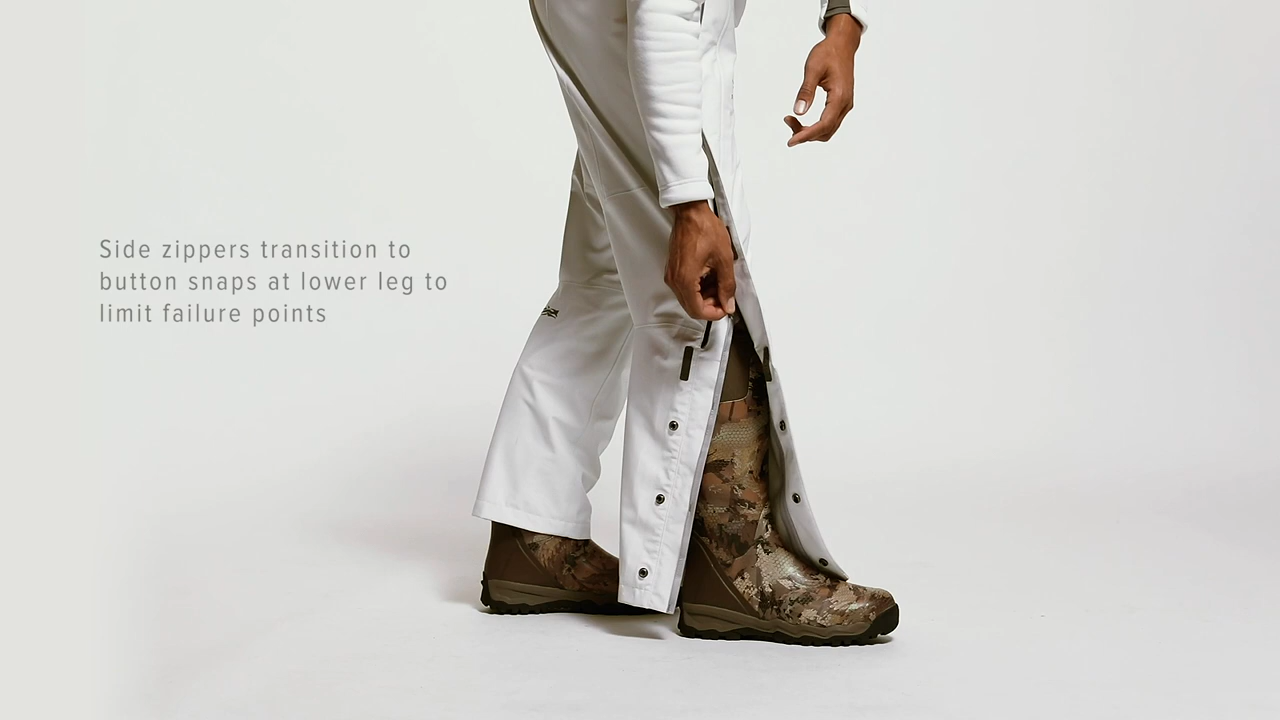 Side zippers transition to
button snaps at lower leg to
limit failure points